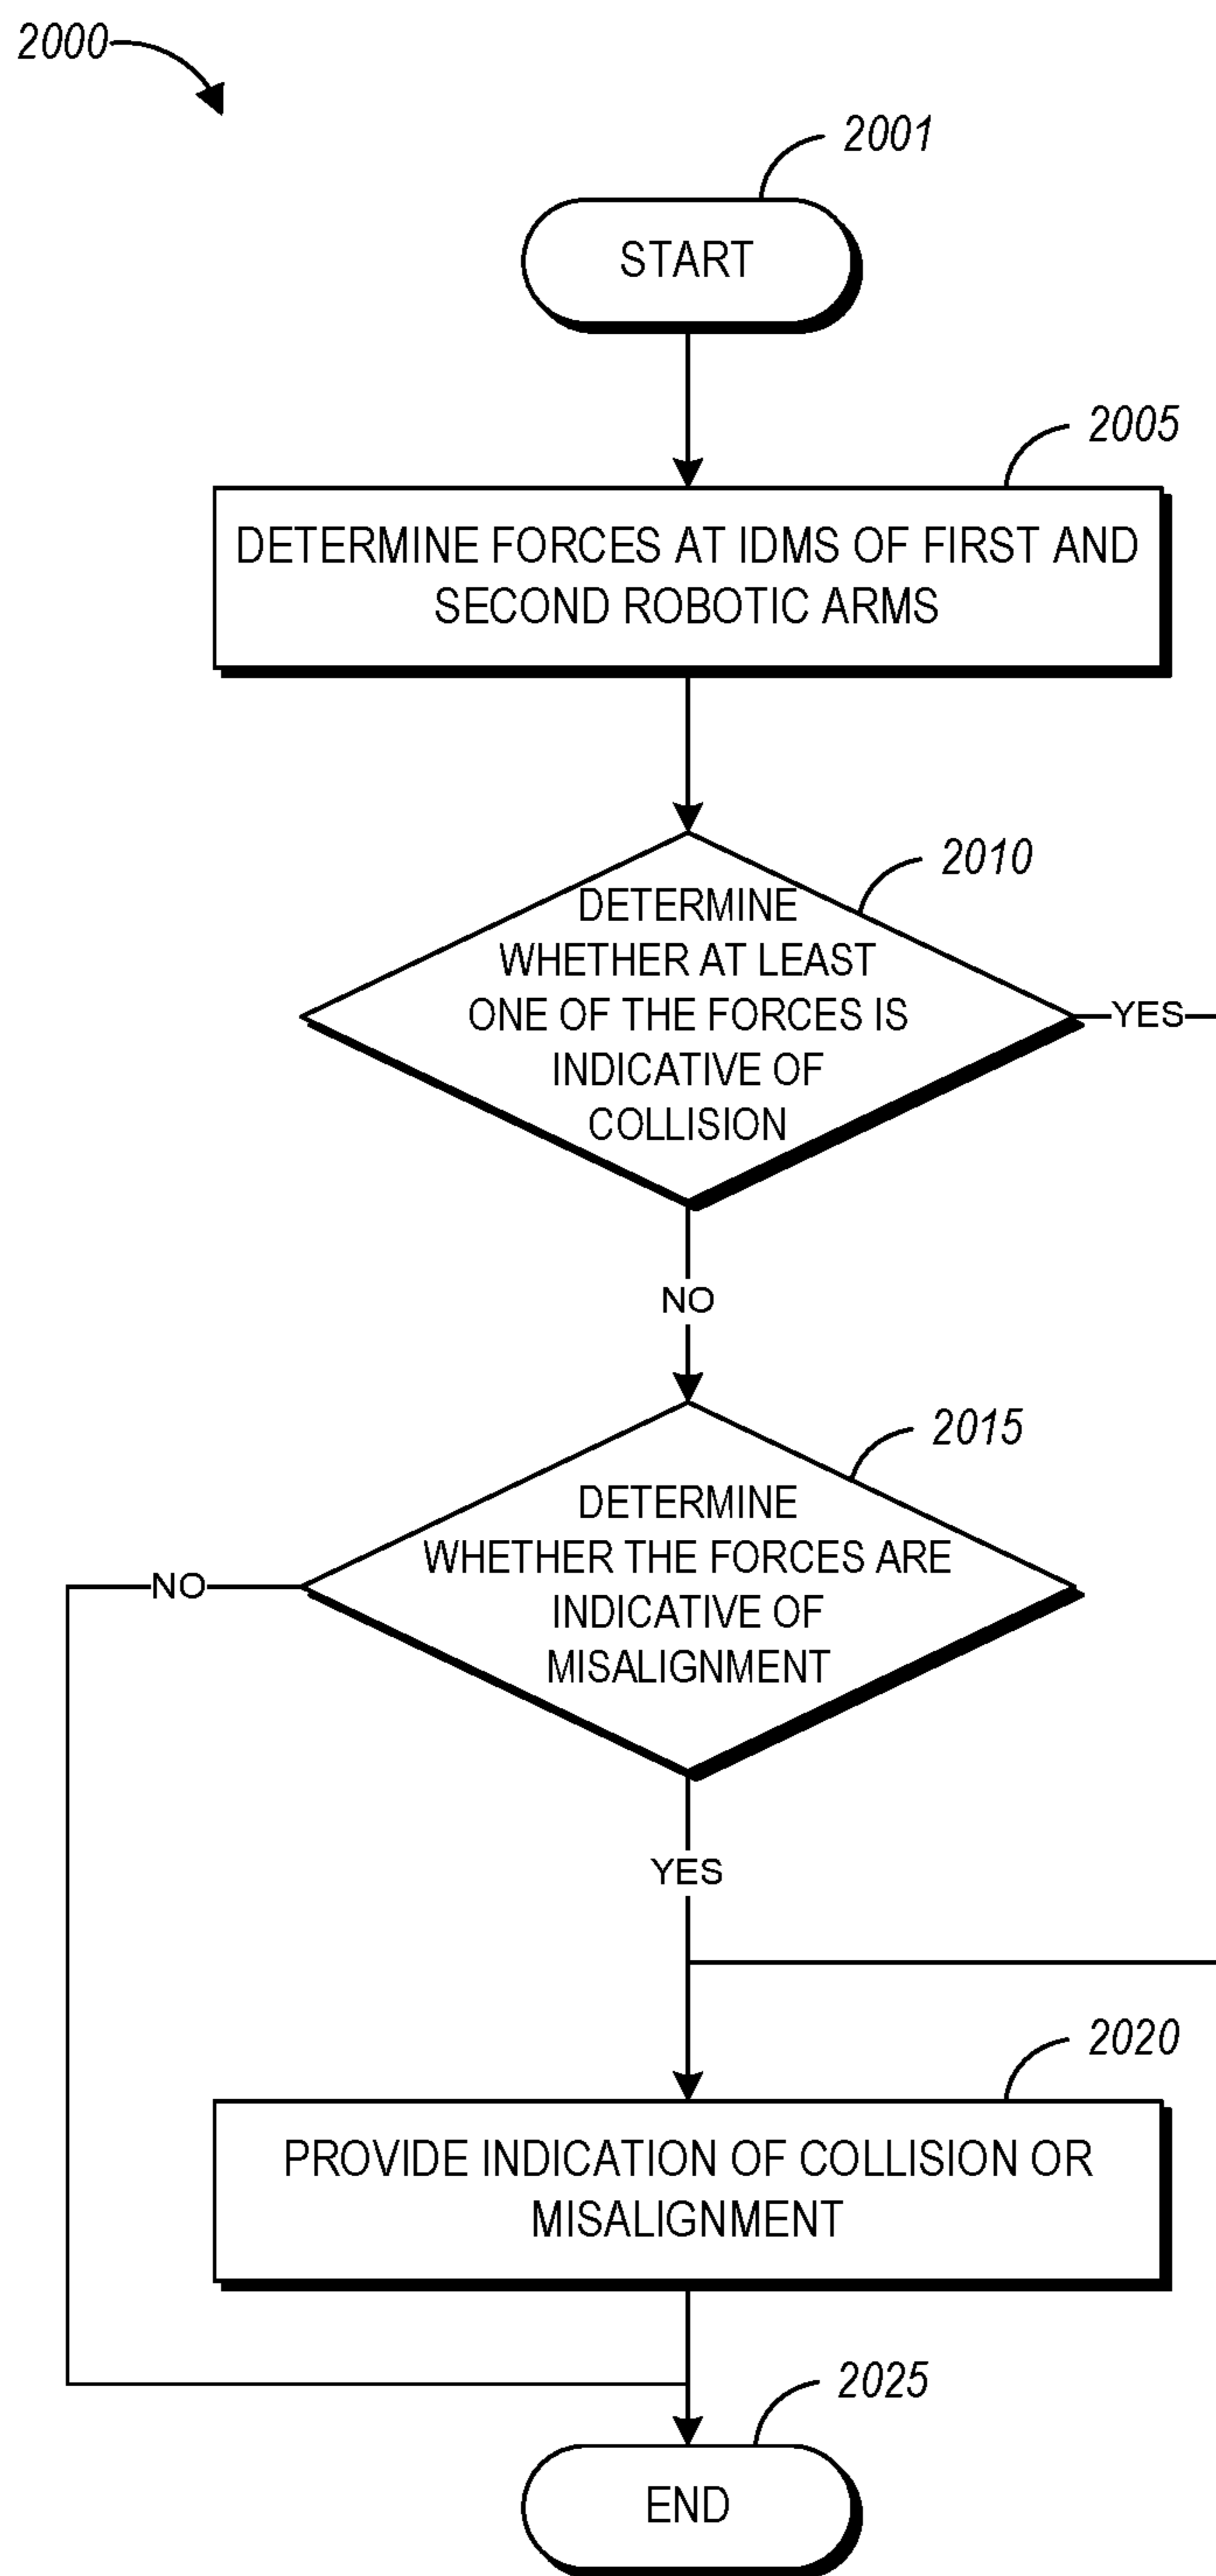 2000
2001
START
2005
DETERMINE FORCES AT IDMS OF FIRST AND
SECOND ROBOTIC ARMS
2010
DETERMINE
WHETHER AT LEAST
ONE OF THE FORCES IS
INDICATIVE OF
COLLISION
YES
NO
2015
DETERMINE
WHETHER THE FORCES ARE
INDICATIVE OF
MISALIGNMENT
NO
YES
2020
PROVIDE INDICATION OF COLLISION OR
MISALIGNMENT
2025
END